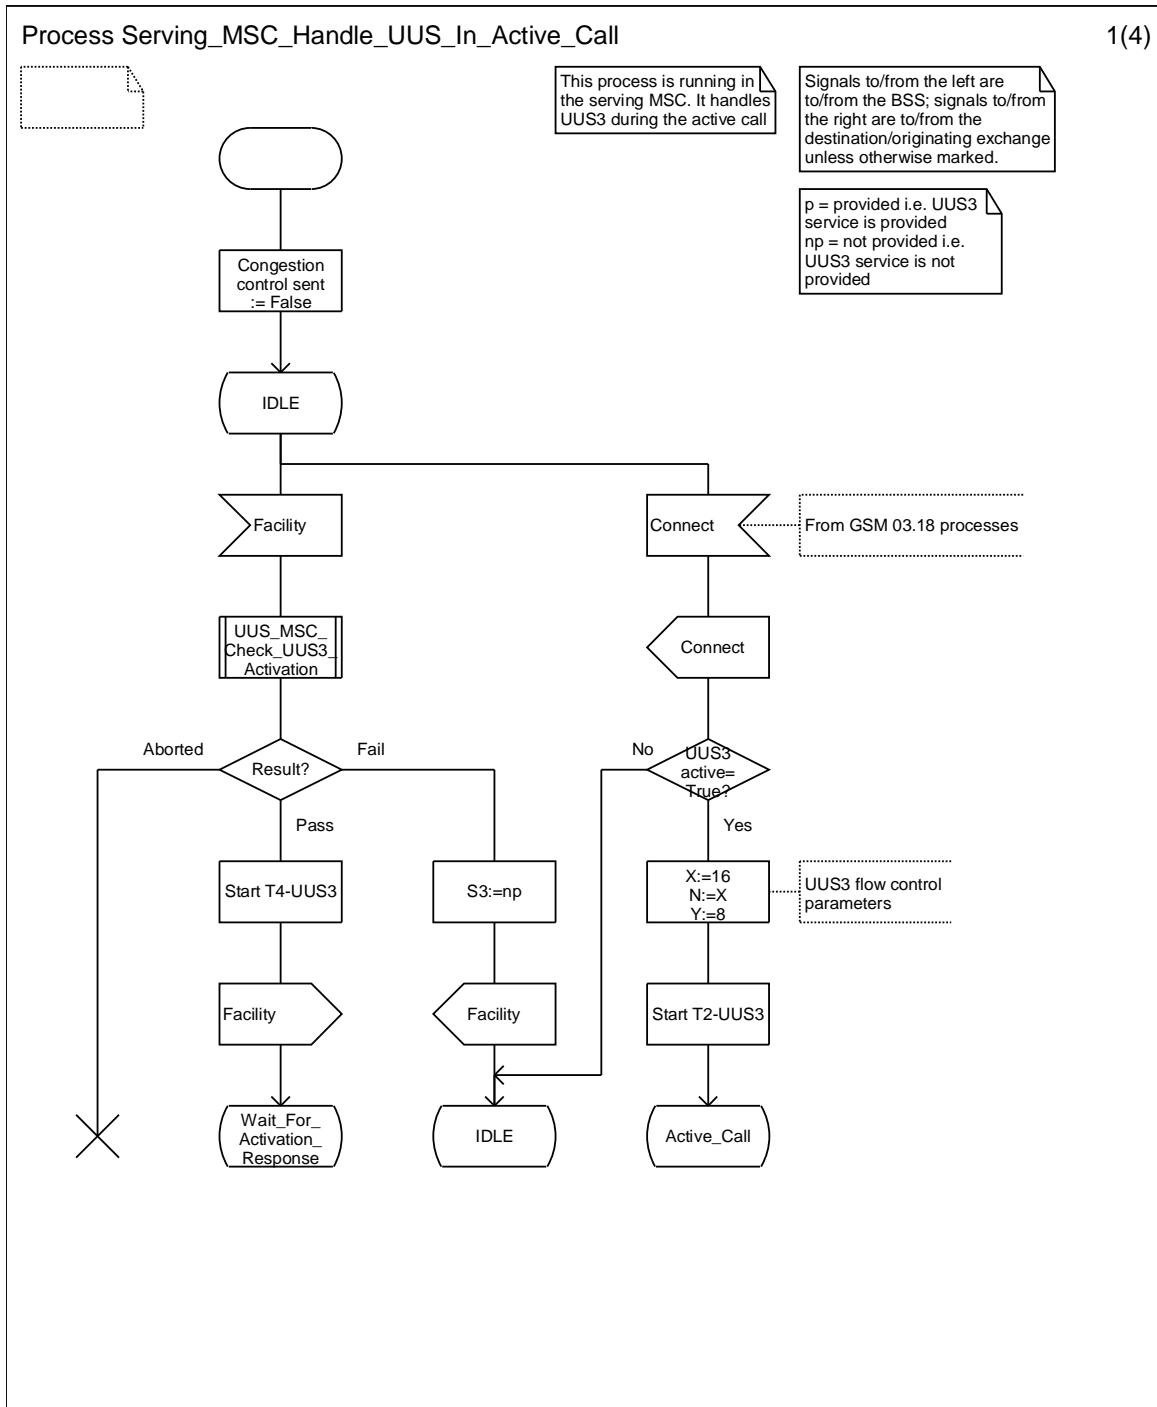 Process Serving_MSC_Handle_UUS_In_Active_Call
1(4)
This process is running in
the serving MSC. It handles
UUS3 during the active call
Signals to/from the left are
to/from the BSS; signals to/from
the right are to/from the
destination/originating exchange
unless otherwise marked.
p = provided i.e. UUS3
service is provided
np = not provided i.e.
UUS3 service is not
provided
Congestion
control sent
:= False
IDLE
Facility
Connect
From GSM 03.18 processes
UUS_MSC_
Check_UUS3_
Activation
Connect
Aborted
Result?
Fail
Pass
No
UUS3
active=
True?
Yes
Start T4-UUS3
S3:=np
X:=16
N:=X
Y:=8
UUS3 flow control
parameters
Facility
Facility
Start T2-UUS3
Wait_For_
Activation_
Response
IDLE
Active_Call